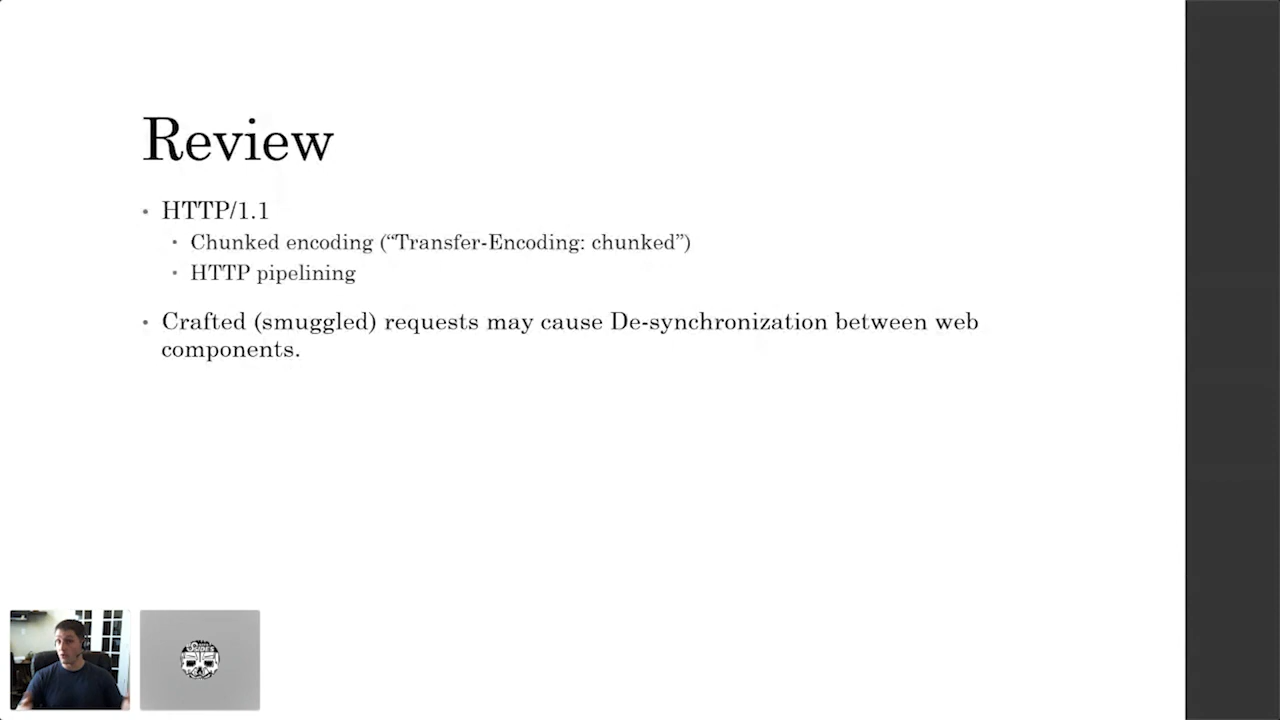 Review
• HTTP/1.1
• Chunked encoding (“Transfer-Encoding: chunked”)
• HTTP pipelining
• Crafted (smuggled) requests may cause De-synchronization between web
components.